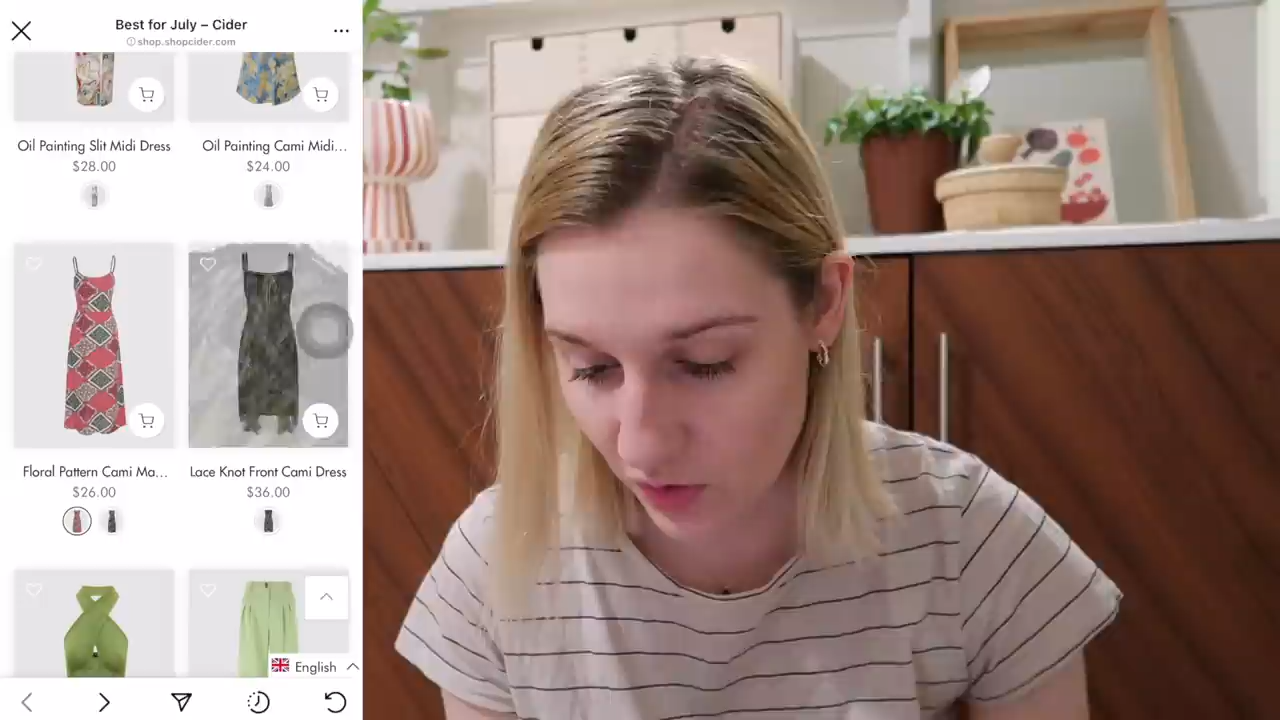 Best for July – Cider
shop.shopcider.com
Oil Painting Slit Midi Dress
$28.00
Oil Painting Cami Midi...
$24.00
Floral Pattern Cami Ma...
$26.00
Lace Knot Front Cami Dress
$36.00
English